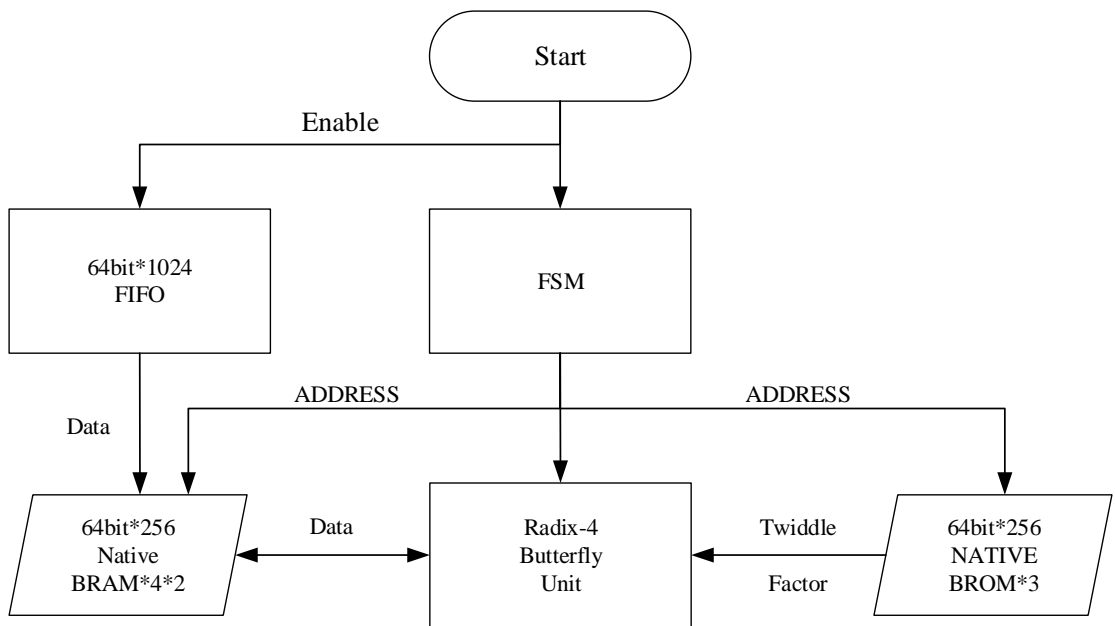 Start
Enable
64bit*1024
FIFO
FSM
ADDRESS
ADDRESS
Data
64bit*256
Native
BRAM*4*2
Data
Radix-4
Butterfly
Unit
Twiddle
Factor
64bit*256
NATIVE
BROM*3